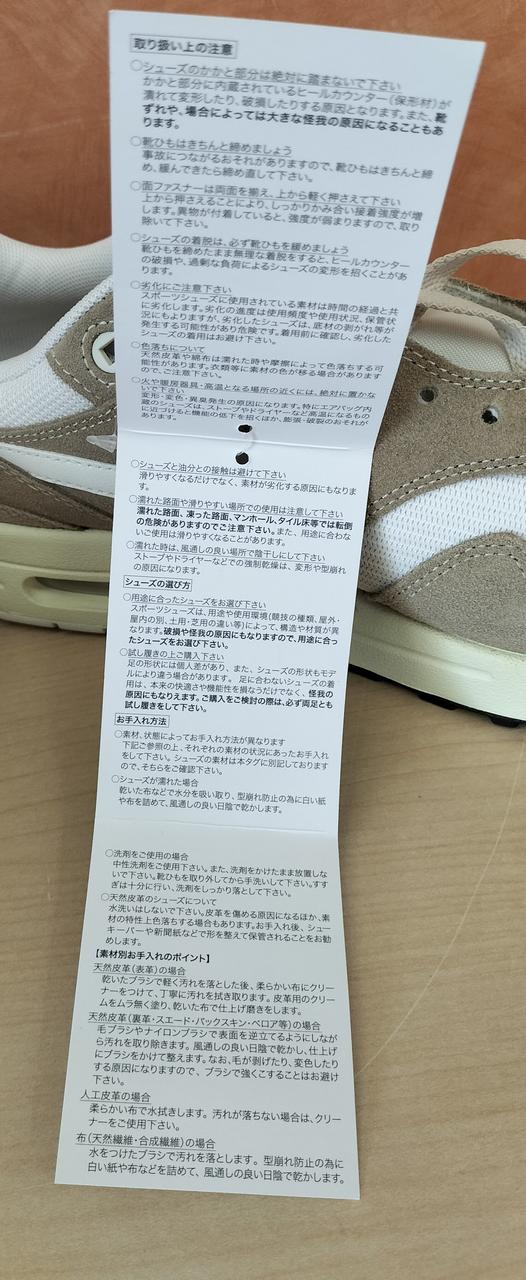 取り扱い上の注意
○シューズのかかと部分は絶対に踏まないで下さい
かかと部分に内蔵されているヒールカウンター(保形材)が
潰れて変形したり、破損したりする原因となります。また、靴
ずれや、場合によっては大きな怪我の原因になることもあ
ります。
○靴ひもはきちんと締めましょう
事故につながるおそれがありますので、靴ひもはきちんと締
め、緩んできたら締め直して下さい。
○面ファスナーは両面を揃え、上から軽く押さえて下さい
上から押さえることにより、しっかりかみ合い接着強度が増
します。異物が付着していると、強度が弱まりますので、取り
除いて下さい。
○シューズの着脱は、必ず靴ひもを緩めましょう
靴ひもを締めたまま無理な着脱をすると、ヒールカウンター
の破損や、過剰な負荷によるシューズの変形を招くことがあ
ります。
○劣化にご注意下さい
スポーツシューズに使用されている素材は時間の経過と共
に劣化します。劣化の進度は使用頻度や使用状況、保管状
況にもよりますが、劣化したシューズは、底材の剥がれ等が
発生する可能性があり危険です。着用前に確認し、劣化した
シューズの着用はお避け下さい。
○色落ちについて
天然皮革や綿布は濡れた時や摩擦によって色落ちする可
能性があります。衣類等に素材の色が移る場合があります
ので、ご注意下さい。
○火や暖房器具・高温となる場所の近くには、絶対に置かな
いで下さい
変形・変色・異臭発生の原因になります。特にエアバッグ内
蔵のシューズは、ストーブやドライヤーなど高温になるもの
に近づけると機能の低下を招くほか、膨張・破裂のおそれが
あります。
○シューズと油分との接触は避けて下さい
滑りやすくなるだけでなく、素材が劣化する原因にもなりま
す。
○濡れた路面や滑りやすい場所での使用は注意して下さい
濡れた路面、凍った路面、マンホール、タイル床等では転倒
の危険がありますのでご注意下さい。また、用途に合わな
いご使用は滑りやすくなることがあります。
○濡れた時は、風通しの良い場所で陰干しにして下さい
ストーブやドライヤーなどでの強制乾燥は、変形や型崩れ
の原因になります。
シューズの選び方
○用途に合ったシューズをお選び下さい
スポーツシューズは、用途や使用環境(競技の種類、屋外・
屋内の別、土用・芝用の違い等)によって、構造や材質が異
なります。破損や怪我の原因にもなりますので、用途に合っ
たシューズをお選び下さい。
○試し履きの上ご購入下さい
足の形状には個人差があり、また、シューズの形状もモデ
ルにより違う場合があります。 足に合わないシューズの着
用は、本来の快適さや機能性を損なうだけでなく、怪我の
原因にもなりえます。ご購入をご検討の際は、必ず両足とも
試し履きをして下さい。
お手入れ方法
○素材、状態によってお手入れ方法が異なります
下記ご参照の上、それぞれの素材の状況にあったお手入れ
をして下さい。シューズの素材は本タグに別記しております
ので、そちらをご確認下さい。
○シューズが濡れた場合
乾いた布などで水分を吸い取り、型崩れ防止の為に白い紙
や布を詰めて、風通しの良い日陰で乾かします。
○洗剤をご使用の場合
中性洗剤をご使用下さい。また、洗剤をかけたまま放置しな
いで下さい。靴ひもを取り外してから手洗いして下さい。すす
ぎは十分に行い、洗剤をしっかり落として下さい。
○天然皮革のシューズについて
水洗いはしないで下さい。皮革を傷める原因になるほか、素
材の特性上色落ちする場合もあります。お手入れ後、シュー
キーパーや新聞紙などで形を整えて保管されることをお勧
めします。
【素材別お手入れのポイント】
天然皮革(表革)の場合
乾いたブラシで軽く汚れを落とした後、柔らかい布にクリー
ナーをつけて、丁寧に汚れを拭き取ります。皮革用のクリー
ムをムラ無く塗り、乾いた布で仕上げ磨きをします。
天然皮革(裏革・スエード・バックスキン・ベロア等)の場合
毛ブラシやナイロンブラシで表面を逆立てるようにしなが
ら汚れを取り除きます。風通しの良い日陰で乾かし、仕上げ
にブラシをかけて整えます。なお、毛が剥げたり、変色したり
する原因になりますので、ブラシで強くこすることはお避け
下さい。
人工皮革の場合
柔らかい布で水拭きします。汚れが落ちない場合は、クリー
ナーをご使用下さい。
布(天然繊維・合成繊維)の場合
水をつけたブラシで汚れを落とします。型崩れ防止の為に
白い紙や布などを詰めて、風通しの良い日陰で乾かします。